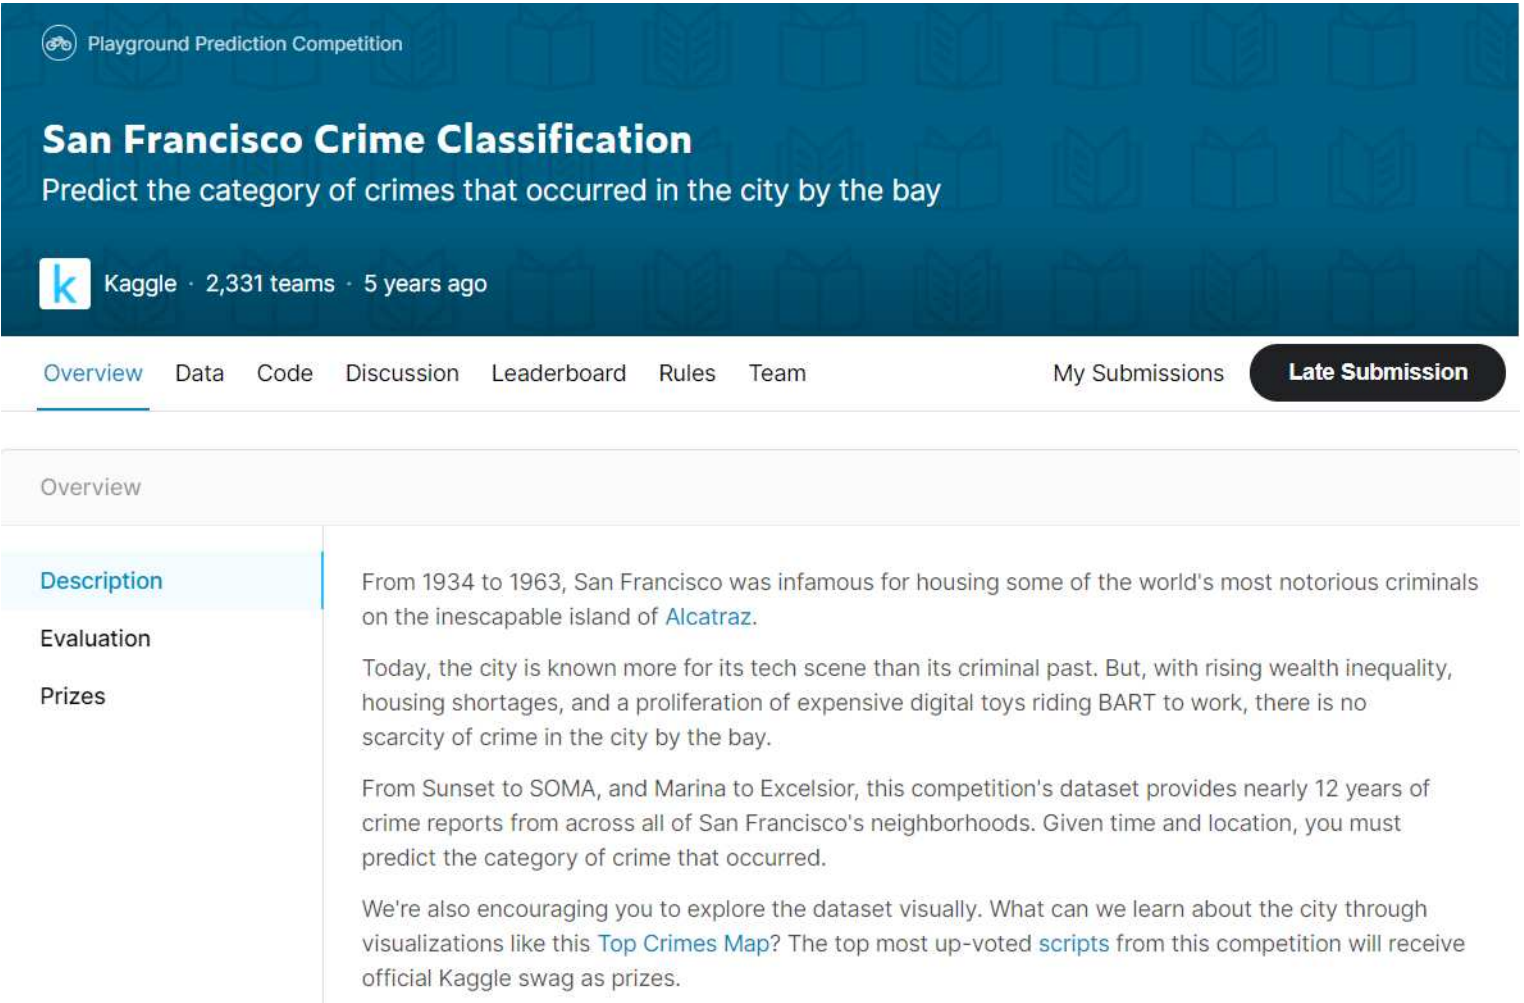 Playground Prediction Competition
San Francisco Crime Classification
Predict the category of crimes that occurred in the city by the bay
k
Kaggle · 2,331 teams · 5 years ago
Overview Data Code Discussion Leaderboard Rules Team My Submissions Late Submission
Overview
Description
Evaluation
Prizes
From 1934 to 1963, San Francisco was infamous for housing some of the world's most notorious criminals
on the inescapable island of Alcatraz.
Today, the city is known more for its tech scene than its criminal past. But, with rising wealth inequality,
housing shortages, and a proliferation of expensive digital toys riding BART to work, there is no
scarcity of crime in the city by the bay.
From Sunset to SOMA, and Marina to Excelsior, this competition's dataset provides nearly 12 years of
crime reports from across all of San Francisco's neighborhoods. Given time and location, you must
predict the category of crime that occurred.
We're also encouraging you to explore the dataset visually. What can we learn about the city through
visualizations like this Top Crimes Map? The top most up-voted scripts from this competition will receive
official Kaggle swag as prizes.